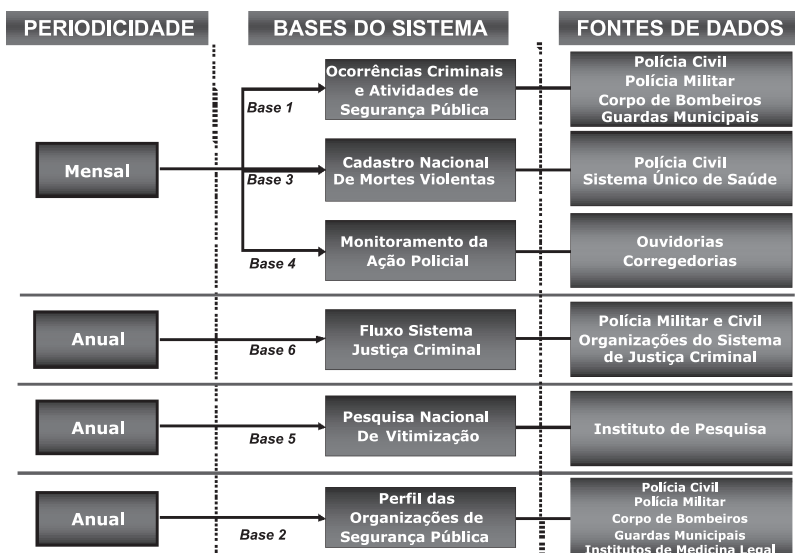 PERIODICIDADE
BASES DO SISTEMA
FONTES DE DADOS
Mensal
Base 1
Ocorrências Criminais
e Atividades de
Segurança Pública
Polícia Civil
Polícia Militar
Corpo de Bombeiros
Guardas Municipais
Base 3
Cadastro Nacional
De Mortes Violentas
Polícia Civil
Sistema Único de Saúde
Base 4
Monitoramento da
Ação Policial
Ouvidorias
Corregedorias
Anual
Base 6
Fluxo Sistema
Justiça Criminal
Polícia Militar e Civil
Organizações do Sistema
de Justiça Criminal
Anual
Base 5
Pesquisa Nacional
De Vitimização
Instituto de Pesquisa
Anual
Base 2
Perfil das
Organizações de
Segurança Pública
Polícia Civil
Polícia Militar
Corpo de Bombeiros
Guardas Municipais
Institutos de Medicina Legal